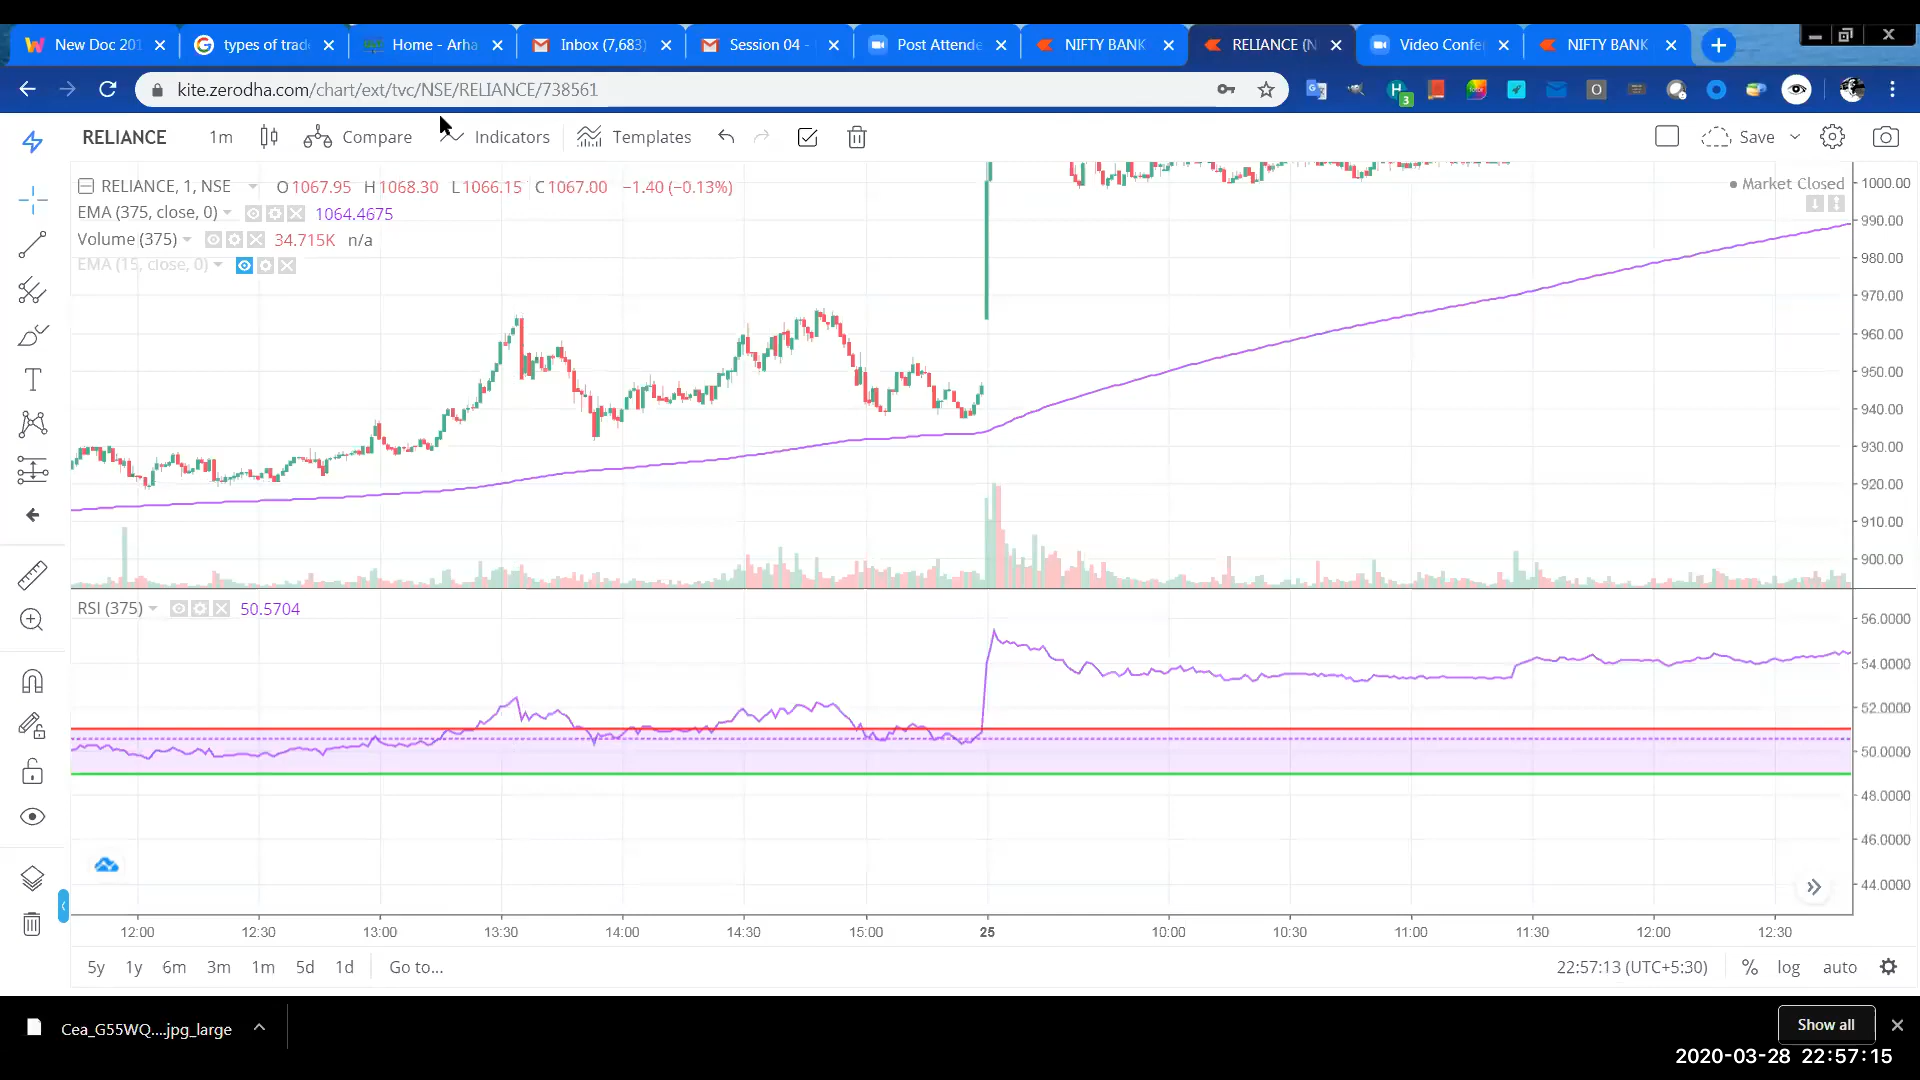 New Doc 201
types of trad
Home - Arha
Inbox (7,683)
Session 04 -
Post Attende
NIFTY BANK
RELIANCE (N
Video Confe
NIFTY BANK
kite.zerodha.com/chart/ext/tvc/NSE/RELIANCE/738561
RELIANCE 1m Compare Indicators Templates Save
RELIANCE, 1, NSE O1067.95 H1068.30 L1066.15 C1067.00 −1.40 (−0.13%)
Market Closed
EMA (375, close, 0) 1064.4675
Volume (375) 34.715K n/a
EMA (15, close, 0)
1000.00
990.00
980.00
970.00
960.00
950.00
940.00
930.00
920.00
910.00
900.00
RSI (375) 50.5704
56.0000
54.0000
52.0000
50.0000
48.0000
46.0000
44.0000
12:00 12:30 13:00 13:30 14:00 14:30 15:00 25 10:00 10:30 11:00 11:30 12:00 12:30
5y 1y 6m 3m 1m 5d 1d Go to... 22:57:13 (UTC+5:30) % log auto
Cea_G55WQ....jpg_large
Show all
2020-03-28 22:57:15